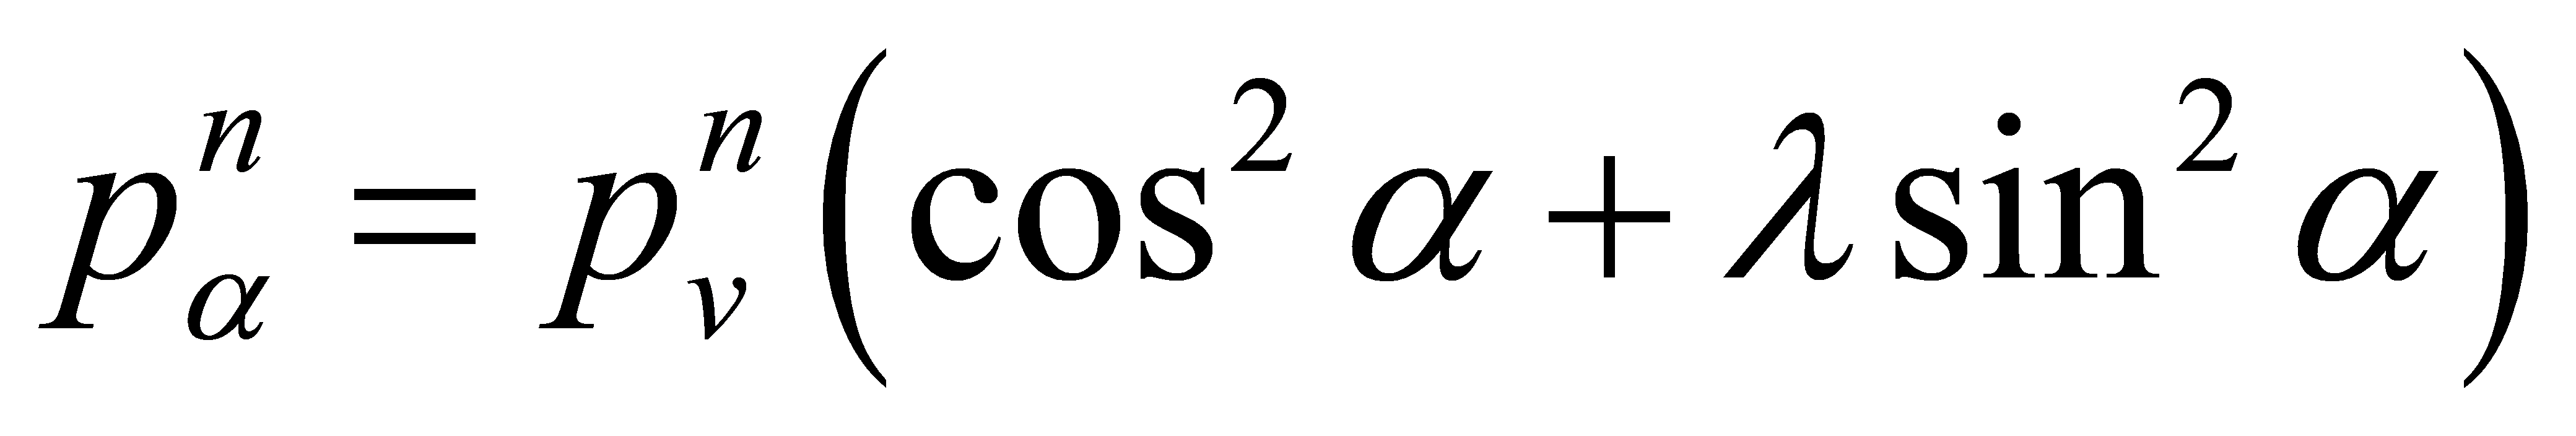 p_α^n = p_v^n (cos² α + λ sin² α)